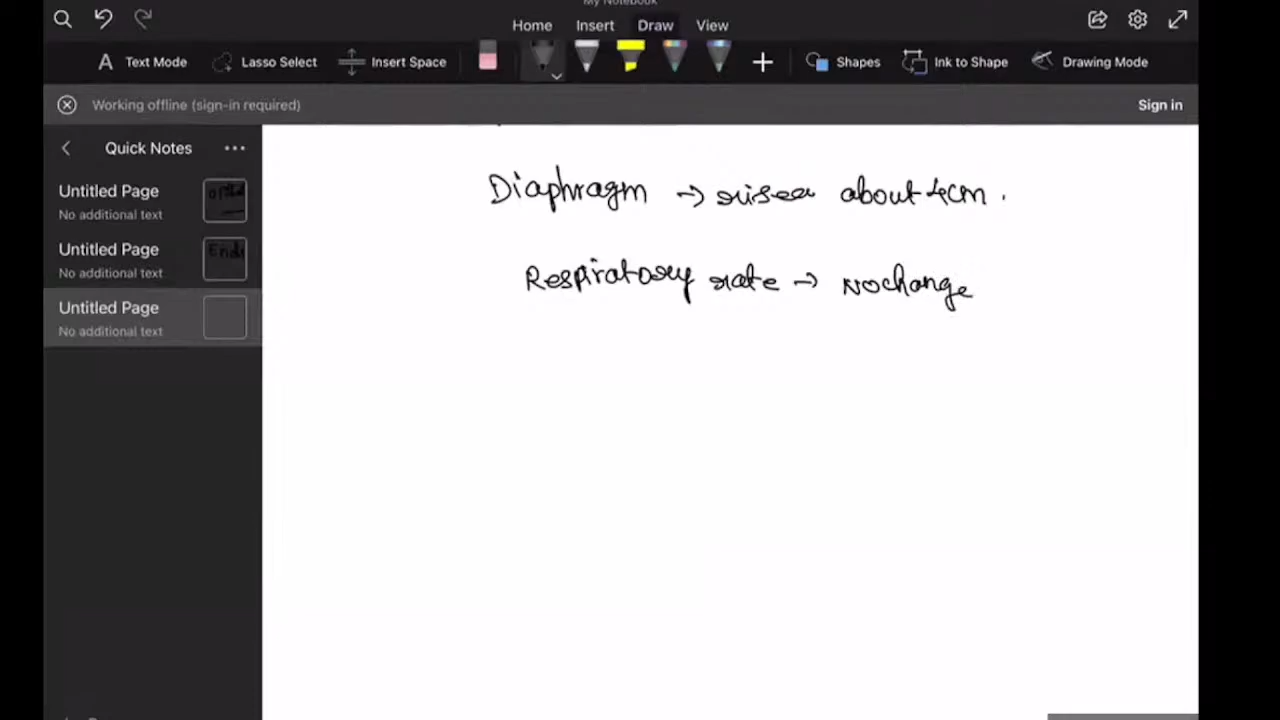 My Notebook
Home Insert Draw View
Text Mode Lasso Select Insert Space Shapes Ink to Shape Drawing Mode
Working offline (sign-in required) Sign in
Quick Notes
Untitled Page
No additional text
Untitled Page
No additional text
Untitled Page
No additional text
Diaphragm → rises about 4cm.
Respiratory rate → No change